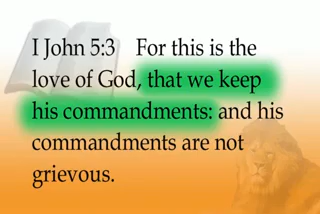 I John 5:3 For this is the
love of God, that we keep
his commandments: and his
commandments are not
grievous.